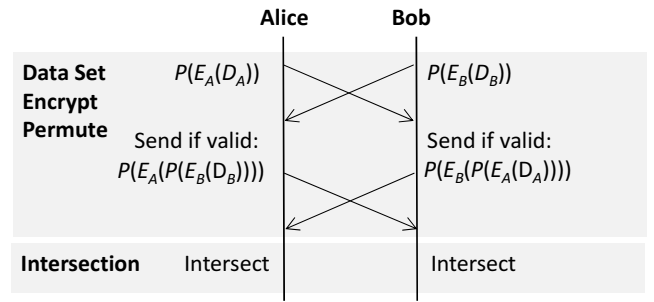 Alice Bob
Data Set
Encrypt
Permute
P(E_A(D_A))
P(E_B(D_B))
Send if valid:
P(E_A(P(E_B(D_B))))
Send if valid:
P(E_B(P(E_A(D_A))))
Intersection Intersect Intersect